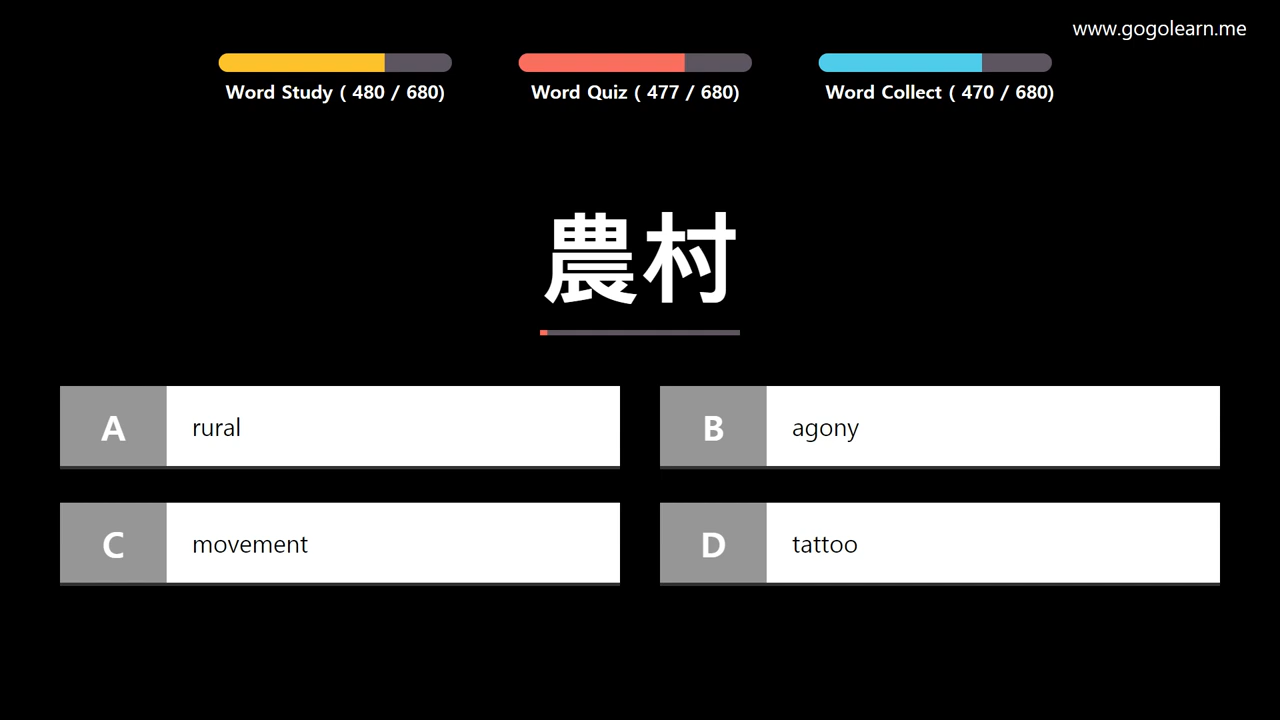 www.gogolearn.me
Word Study ( 480 / 680)
Word Quiz ( 477 / 680)
Word Collect ( 470 / 680)
農村
A rural
B agony
C movement
D tattoo